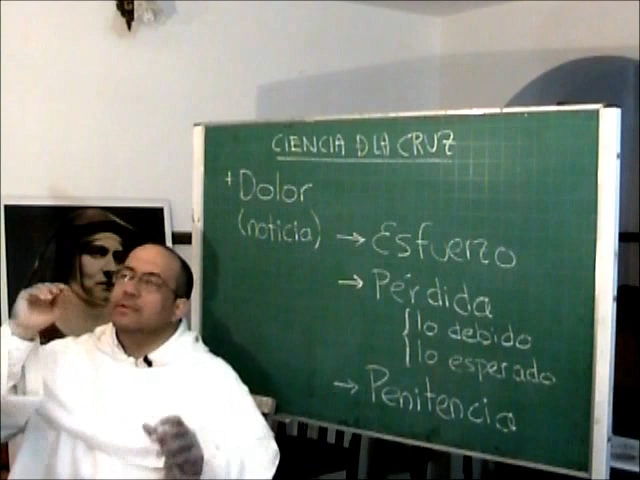 CIENCIA D LA CRUZ
+ Dolor
(noticia) → Esfuerzo
→ Pérdida
{ lo debido
lo esperado
→ Penitencia